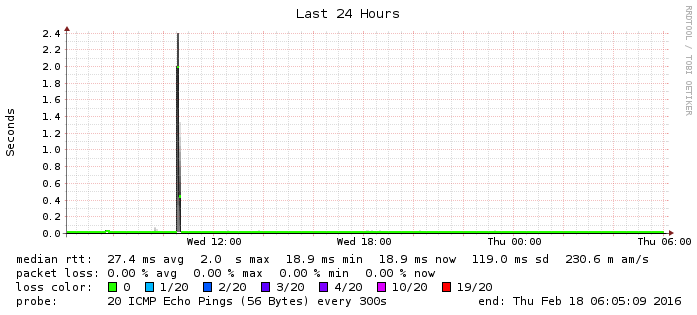 Last 24 Hours
RRDTOOL / TOBI OETIKER
Seconds
2.4
2.2
2.0
1.8
1.6
1.4
1.2
1.0
0.8
0.6
0.4
0.2
0.0
Wed 12:00 Wed 18:00 Thu 00:00 Thu 06:00
median rtt: 27.4 ms avg 2.0 s max 18.9 ms min 18.9 ms now 119.0 ms sd 230.6 m am/s
packet loss: 0.00 % avg 0.00 % max 0.00 % min 0.00 % now
loss color: 0 1/20 2/20 3/20 4/20 10/20 19/20
probe: 20 ICMP Echo Pings (56 Bytes) every 300s end: Thu Feb 18 06:05:09 2016